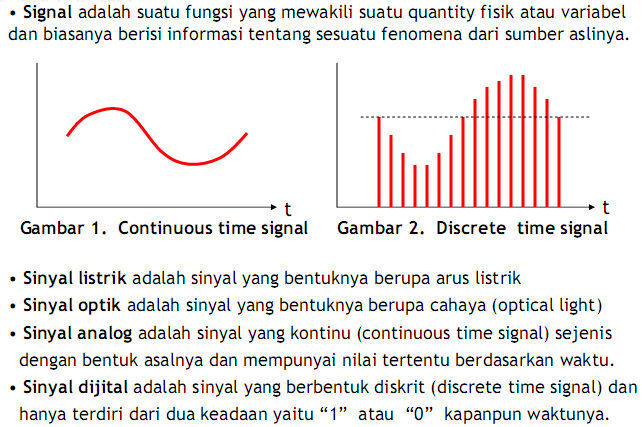 • Signal adalah suatu fungsi yang mewakili suatu quantity fisik atau variabel
dan biasanya berisi informasi tentang sesuatu fenomena dari sumber aslinya.
t
t
Gambar 1. Continuous time signal
Gambar 2. Discrete time signal
• Sinyal listrik adalah sinyal yang bentuknya berupa arus listrik
• Sinyal optik adalah sinyal yang bentuknya berupa cahaya (optical light)
• Sinyal analog adalah sinyal yang kontinu (continuous time signal) sejenis
dengan bentuk asalnya dan mempunyai nilai tertentu berdasarkan waktu.
• Sinyal dijital adalah sinyal yang berbentuk diskrit (discrete time signal) dan
hanya terdiri dari dua keadaan yaitu “1” atau “0” kapanpun waktunya.